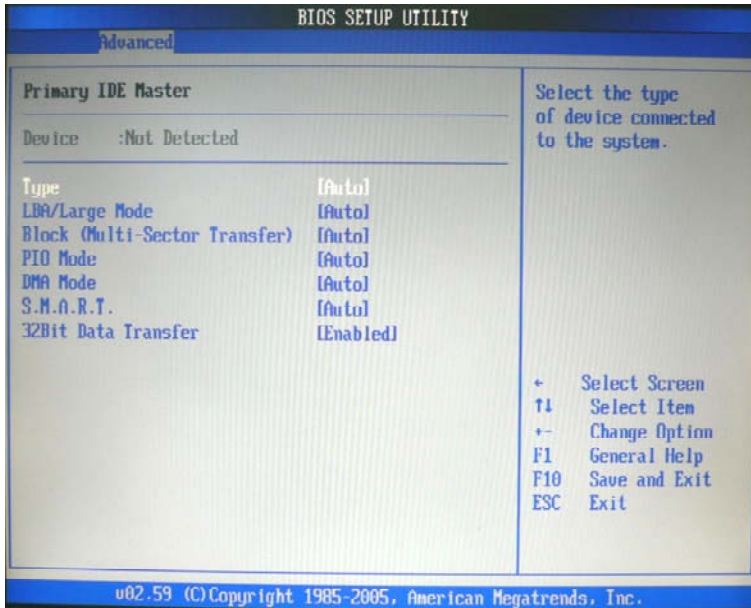 BIOS SETUP UTILITY
Advanced
Primary IDE Master
Device :Not Detected
Type [Auto]
LBA/Large Mode [Auto]
Block (Multi-Sector Transfer) [Auto]
PIO Mode [Auto]
DMA Mode [Auto]
S.M.A.R.T. [Auto]
32Bit Data Transfer [Enabled]
Select the type
of device connected
to the system.
← Select Screen
↑↓ Select Item
+- Change Option
F1 General Help
F10 Save and Exit
ESC Exit
v02.59 (C)Copyright 1985-2005, American Megatrends, Inc.